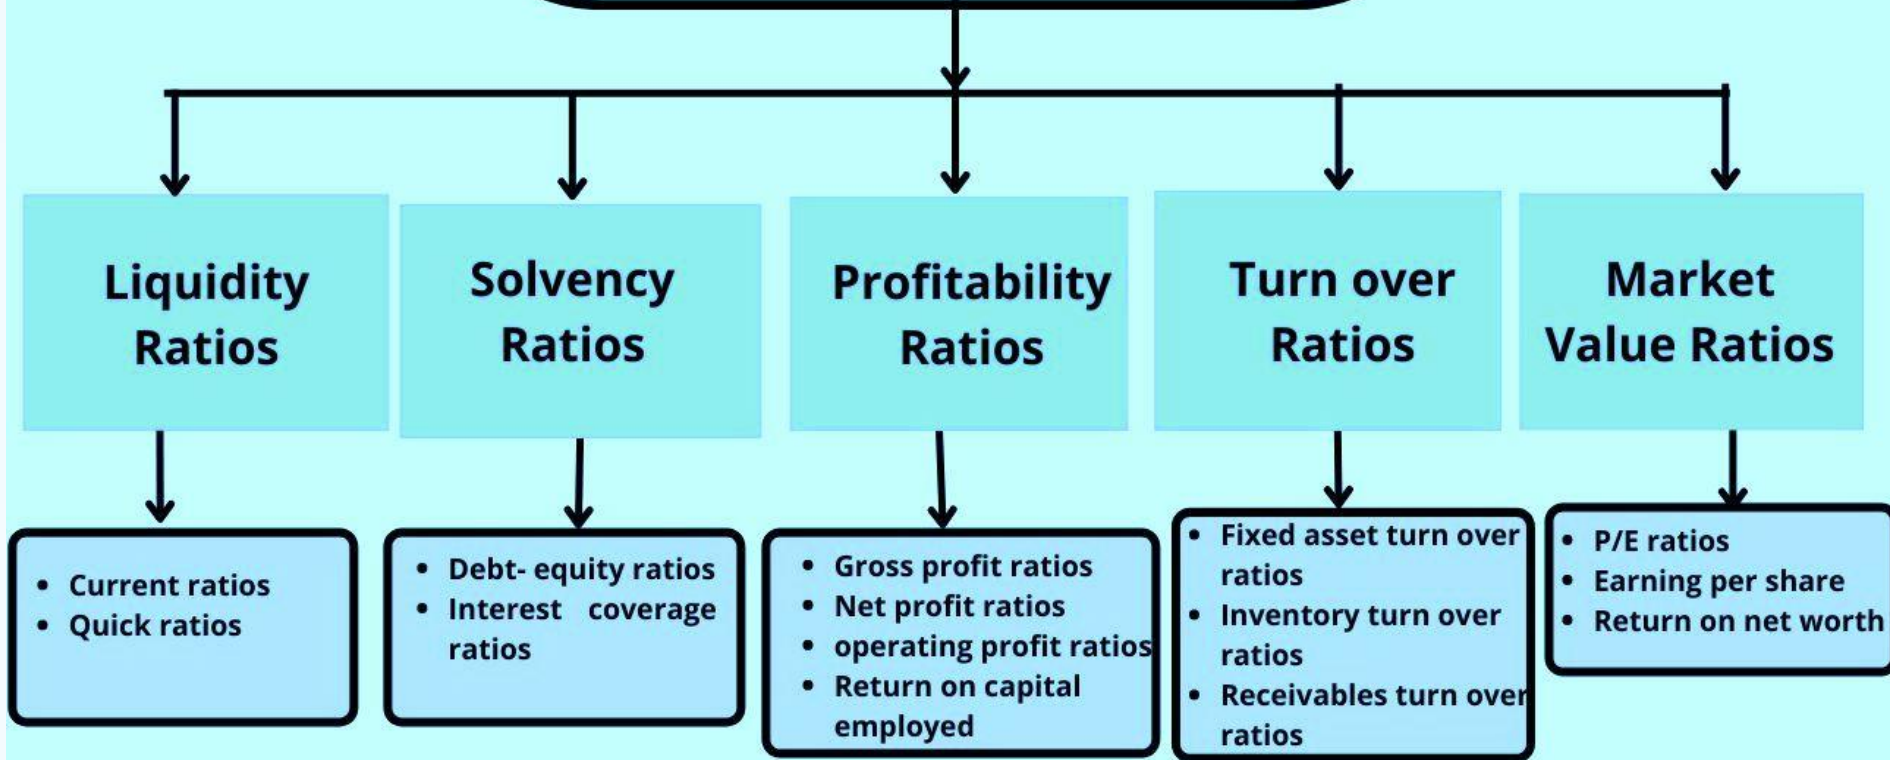 Liquidity
Ratios
Solvency
Ratios
Profitability
Ratios
Turn over
Ratios
Market
Value Ratios
• Current ratios
• Quick ratios
• Debt- equity ratios
• Interest coverage
ratios
• Gross profit ratios
• Net profit ratios
• operating profit ratios
• Return on capital
employed
• Fixed asset turn over
ratios
• Inventory turn over
ratios
• Receivables turn over
ratios
• P/E ratios
• Earning per share
• Return on net worth